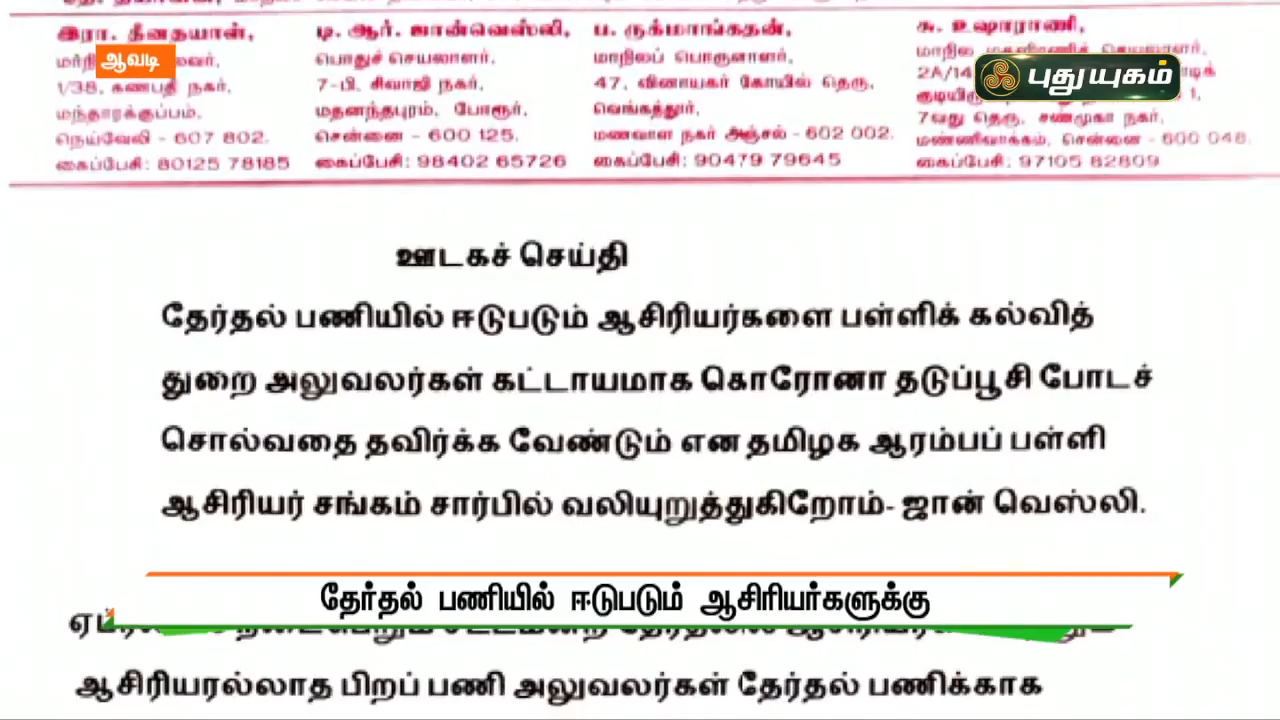 இரா. தீனதயாள்,
டி. ஆர். ஜான்வெஸ்லி,
ப. ருக்மாங்கதன்,
சு. உஷாராணி,
ஆவடி
பொதுச் செயலாளர்,
மாநிலப் பொருளாளர்,
மாநில மகளிரணிச் செயலாளர்,
1/38, கணபதி நகர்,
7-பி, சிவாஜி நகர்,
47, விநாயகர் கோயில் தெரு,
2A/14
புதுயுகம்
மந்தாரக்குப்பம்,
மதனந்தபுரம், போரூர்,
வெங்கத்தூர்,
நெய்வேலி - 607 802.
சென்னை - 600 125.
மணவாள நகர் அஞ்சல் - 602 002.
7வது தெரு, சண்முகா நகர்,
மண்ணிவாக்கம், சென்னை - 600 048.
கைப்பேசி: 80125 78185
கைப்பேசி: 98402 65726
கைப்பேசி: 90479 79645
கைப்பேசி: 97105 82809
ஊடகச் செய்தி
தேர்தல் பணியில் ஈடுபடும் ஆசிரியர்களை பள்ளிக் கல்வித்
துறை அலுவலர்கள் கட்டாயமாக கொரோனா தடுப்பூசி போடச்
சொல்வதை தவிர்க்க வேண்டும் என தமிழக ஆரம்பப் பள்ளி
ஆசிரியர் சங்கம் சார்பில் வலியுறுத்துகிறோம்- ஜான் வெஸ்லி.
தேர்தல் பணியில் ஈடுபடும் ஆசிரியர்களுக்கு
ஆசிரியரல்லாத பிறப் பணி அலுவலர்கள் தேர்தல் பணிக்காக